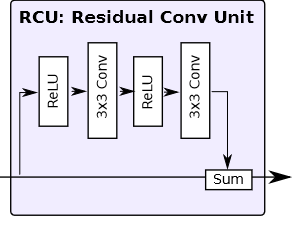 RCU: Residual Conv Unit
ReLU
3x3 Conv
ReLU
3x3 Conv
Sum